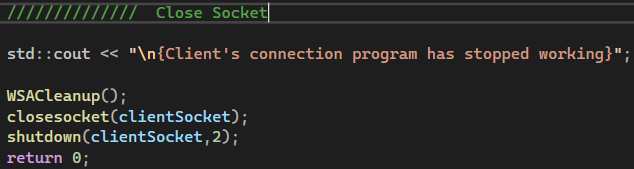 //////////////  Close Socket
std::cout << "\n{Client's connection program has stopped working}";
WSACleanup();
closesocket(clientSocket);
shutdown(clientSocket,2);
return 0;